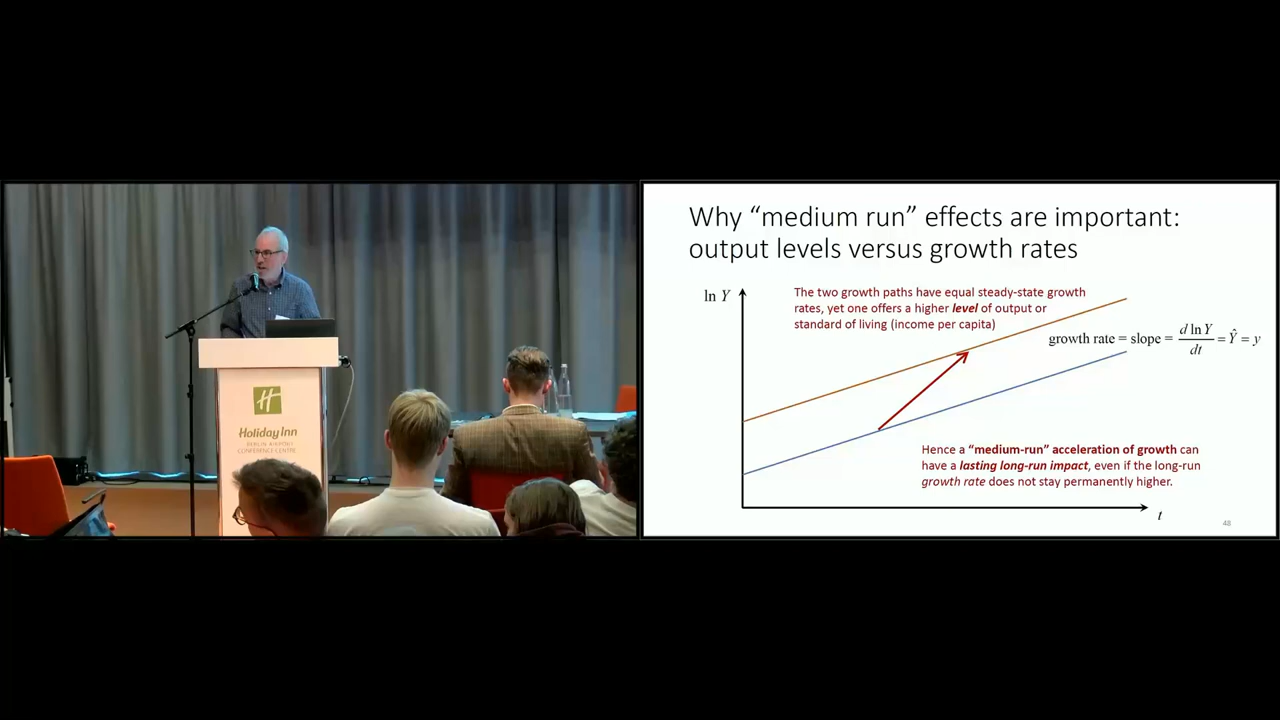 Holiday Inn
BERLIN AIRPORT
CONFERENCE CENTRE
Why “medium run” effects are important:
output levels versus growth rates
ln Y
The two growth paths have equal steady-state growth
rates, yet one offers a higher level of output or
standard of living (income per capita)
growth rate = slope = d ln Y / dt = Ŷ = y
Hence a “medium-run” acceleration of growth can
have a lasting long-run impact, even if the long-run
growth rate does not stay permanently higher.
t
48